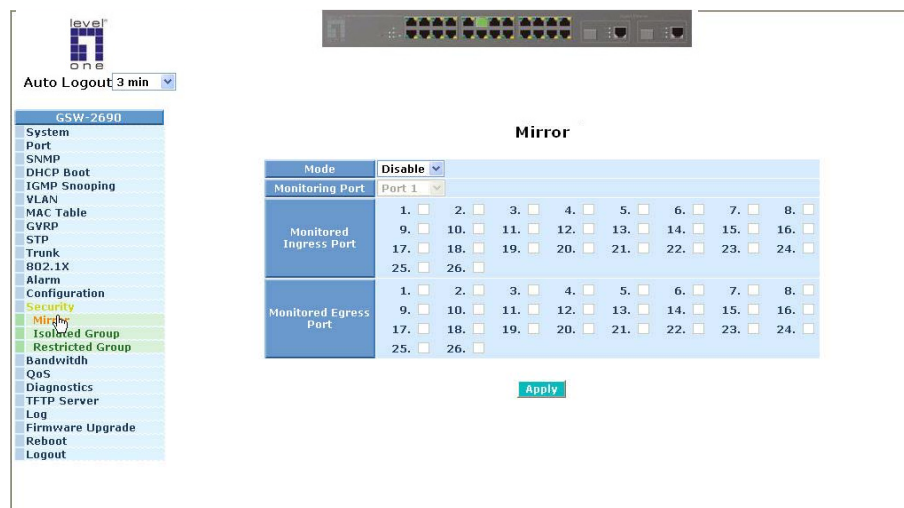 level
one
Auto Logout 3 min
GSW-2690
System
Port
SNMP
DHCP Boot
IGMP Snooping
VLAN
MAC Table
GVRP
STP
Trunk
802.1X
Alarm
Configuration
Security
Mirror
Isolated Group
Restricted Group
Bandwitdh
QoS
Diagnostics
TFTP Server
Log
Firmware Upgrade
Reboot
Logout
Mirror
Mode Disable
Monitoring Port Port 1
Monitored Ingress Port
1. 2. 3. 4. 5. 6. 7. 8.
9. 10. 11. 12. 13. 14. 15. 16.
17. 18. 19. 20. 21. 22. 23. 24.
25. 26.
Monitored Egress Port
1. 2. 3. 4. 5. 6. 7. 8.
9. 10. 11. 12. 13. 14. 15. 16.
17. 18. 19. 20. 21. 22. 23. 24.
25. 26.
Apply